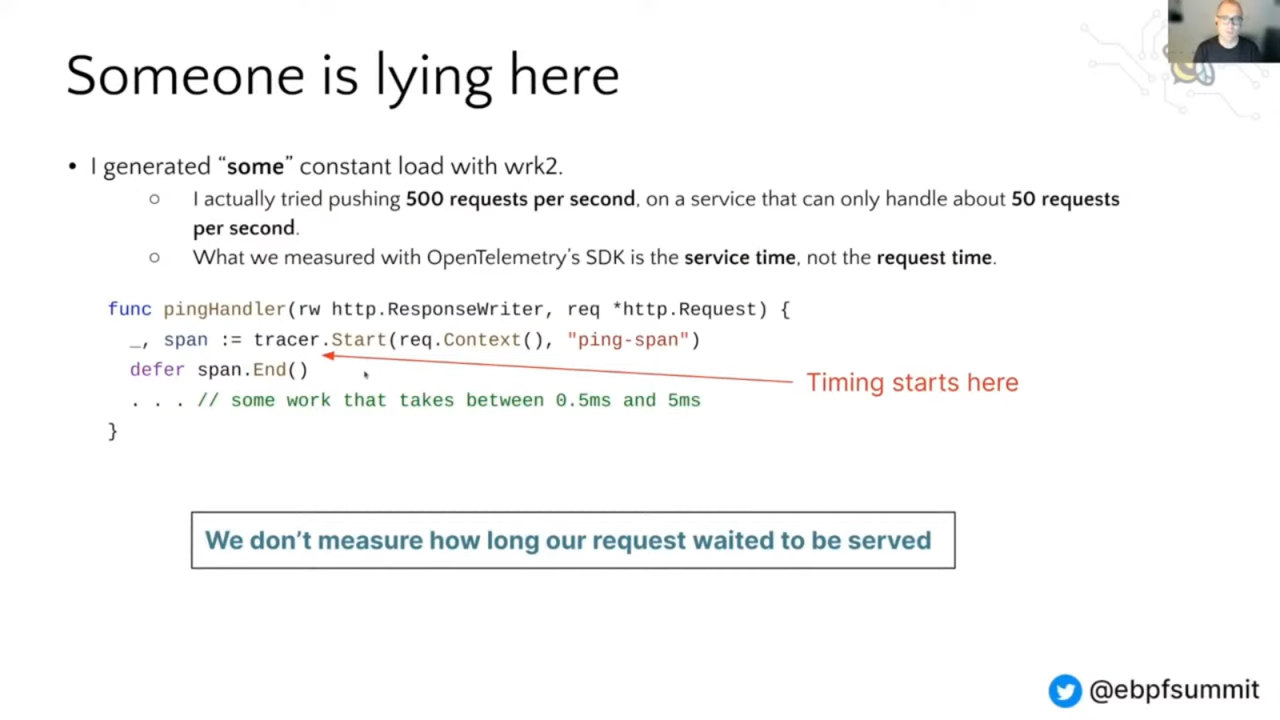 Someone is lying here
• I generated “some” constant load with wrk2.
○ I actually tried pushing 500 requests per second, on a service that can only handle about 50 requests
per second.
○ What we measured with OpenTelemetry’s SDK is the service time, not the request time.
func pingHandler(rw http.ResponseWriter, req *http.Request) {
_, span := tracer.Start(req.Context(), "ping-span")
defer span.End()
. . . // some work that takes between 0.5ms and 5ms
}
Timing starts here
We don’t measure how long our request waited to be served
@ebpfsummit